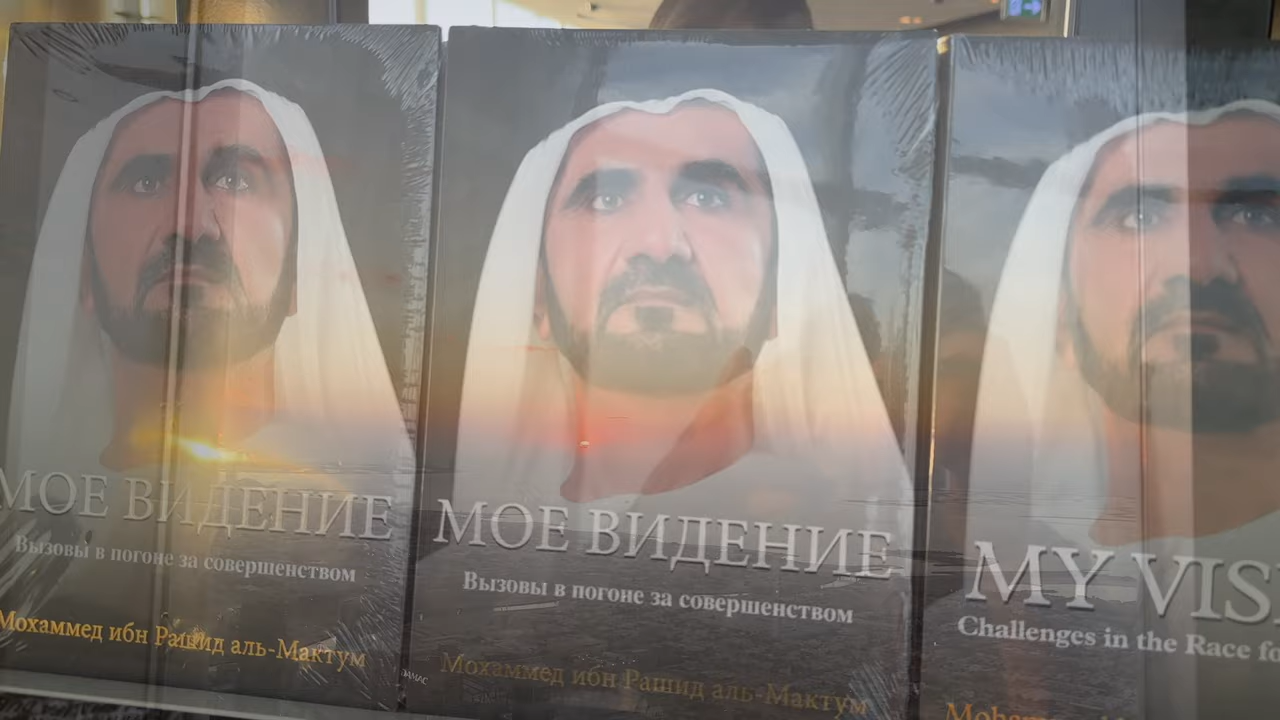 МОЕ ВИДЕНИЕ
Вызовы в погоне за совершенством
Мохаммед ибн Рашид аль-Мактум
МОЕ ВИДЕНИЕ
Вызовы в погоне за совершенством
Мохаммед ибн Рашид аль-Мактум
MY VIS
Challenges in the Race fo